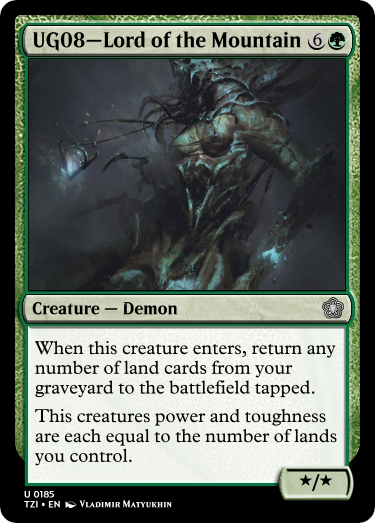 UG08—Lord of the Mountain 6
Creature — Demon
When this creature enters, return any
number of land cards from your
graveyard to the battlefield tapped.
This creatures power and toughness
are each equal to the number of lands
you control.
★/★
U 0185
TZI • EN Vladimir Matyukhin